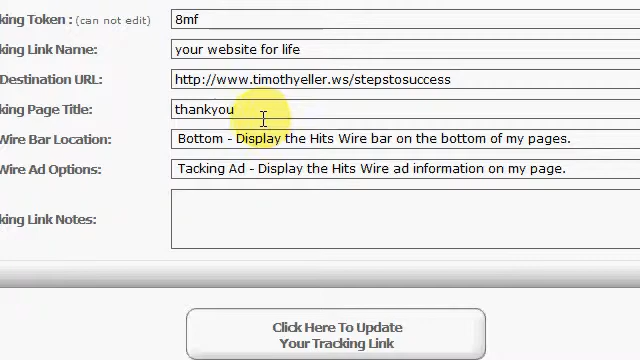 king Token : (can not edit) 8mf
king Link Name: your website for life
Destination URL: http://www.timothyeller.ws/stepstosuccess
king Page Title: thankyou
Wire Bar Location: Bottom - Display the Hits Wire bar on the bottom of my pages.
Wire Ad Options: Tacking Ad - Display the Hits Wire ad information on my page.
king Link Notes:
Click Here To Update
Your Tracking Link